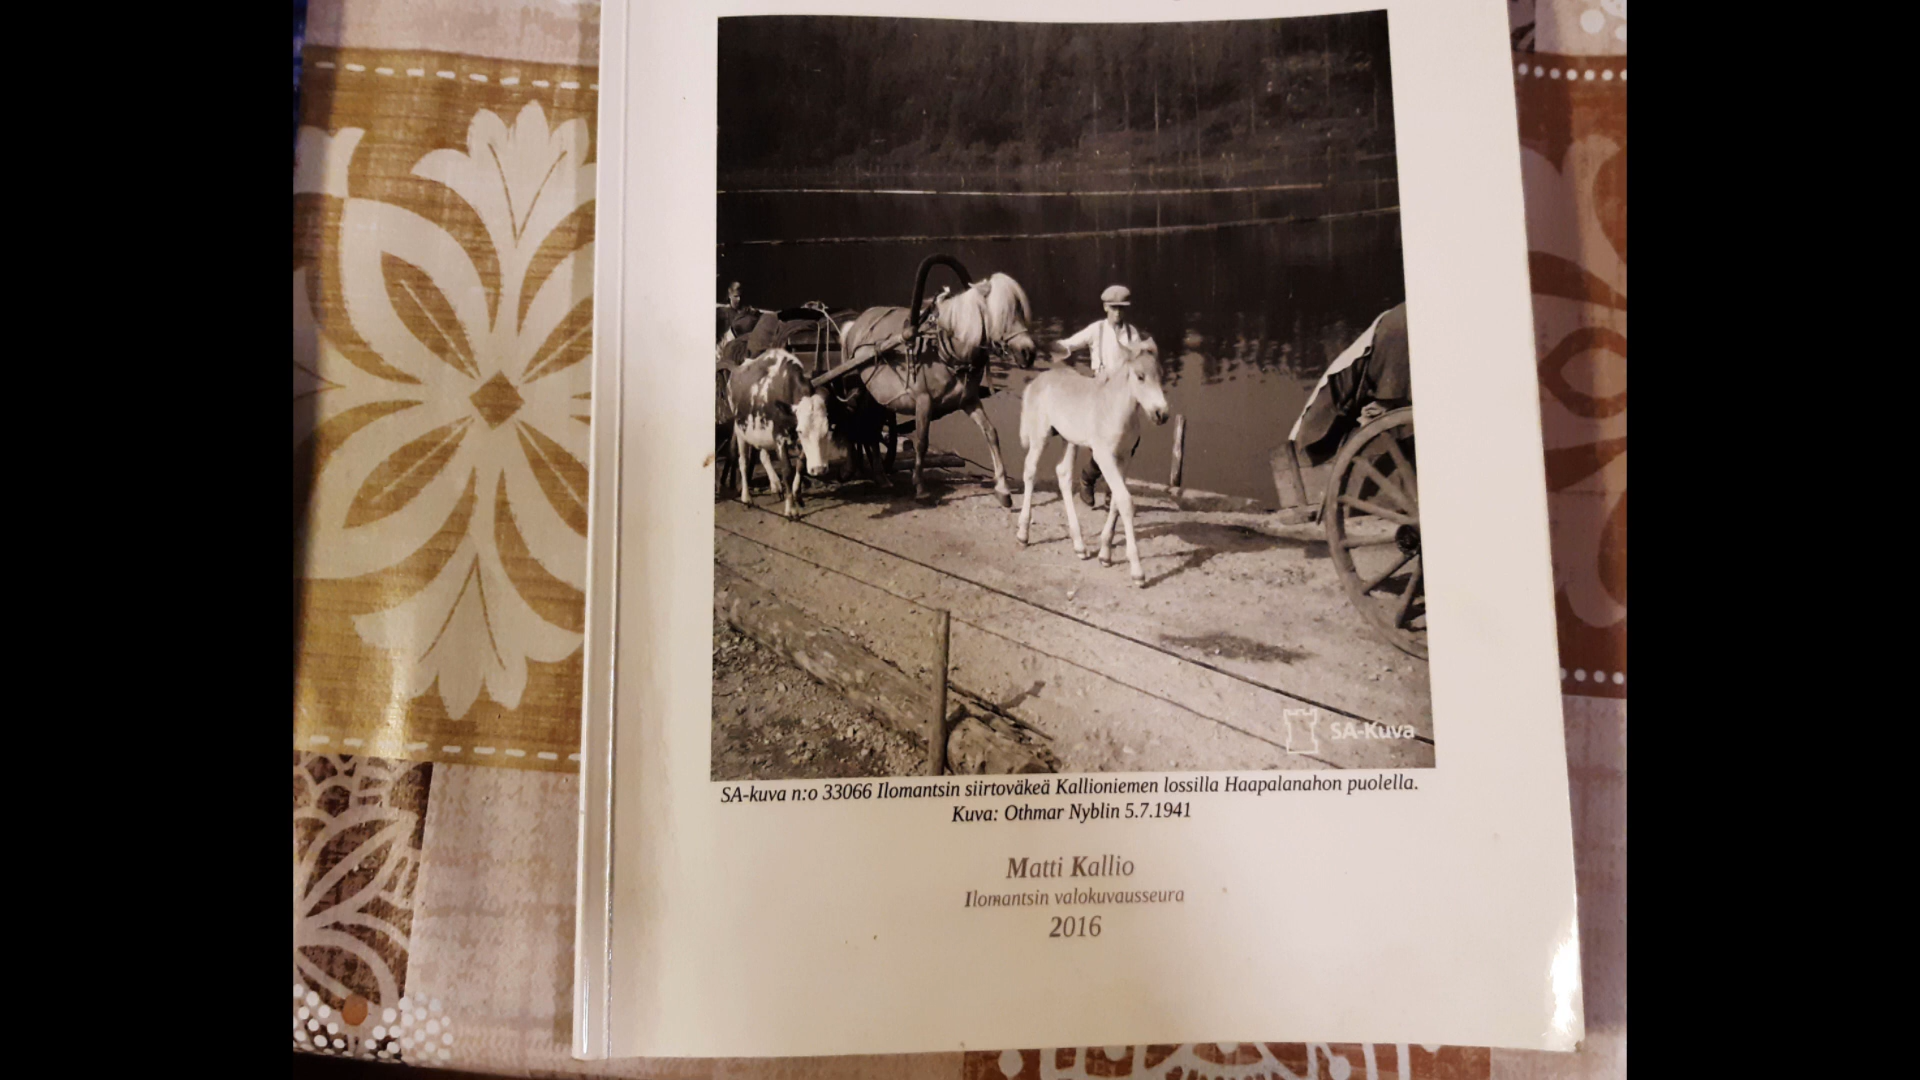 SA-Kuva
SA-kuva n:o 33066 Ilomantsin siirtoväkeä Kallioniemen lossilla Haapalanahon puolella.
Kuva: Othmar Nyblin 5.7.1941
Matti Kallio
Ilomantsin valokuvausseura
2016